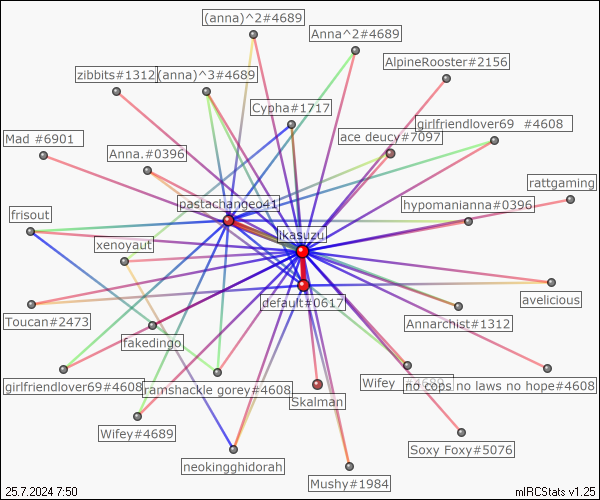 (anna)^2#4689
Anna^2#4689
AlpineRooster#2156
zibbits#1312
(anna)^3#4689
Cypha#1717
girlfriendlover69 #4608
ace deucy#7097
Mad #6901
Anna.#0396
rattgaming
pastachangeo41
hypomanianna#0396
frisout
ikasuzu
xenoyaut
default#0617
avelicious
Toucan#2473
Annarchist#1312
fakedingo
girlfriendlover69#4608
ramshackle gorey#4608
Wifey
no cops no laws no hope#4608
Skalman
Wifey#4689
Soxy Foxy#5076
neokingghidorah
Mushy#1984
25.7.2024 7:50
mIRCStats v1.25